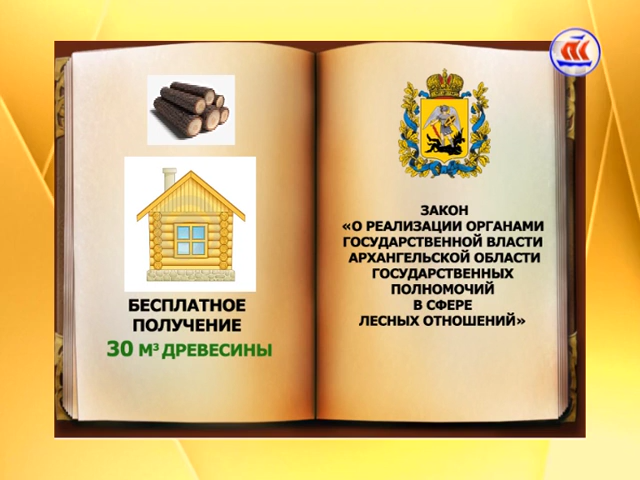 БЕСПЛАТНОЕ
ПОЛУЧЕНИЕ
30 М³ ДРЕВЕСИНЫ
ЗАКОН
«О РЕАЛИЗАЦИИ ОРГАНАМИ
ГОСУДАРСТВЕННОЙ ВЛАСТИ
АРХАНГЕЛЬСКОЙ ОБЛАСТИ
ГОСУДАРСТВЕННЫХ
ПОЛНОМОЧИЙ
В СФЕРЕ
ЛЕСНЫХ ОТНОШЕНИЙ»